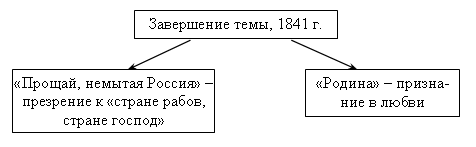 Завершение темы, 1841 г.
«Прощай, немытая Россия» –
презрение к «стране рабов,
стране господ»
«Родина» – призна-
ние в любви